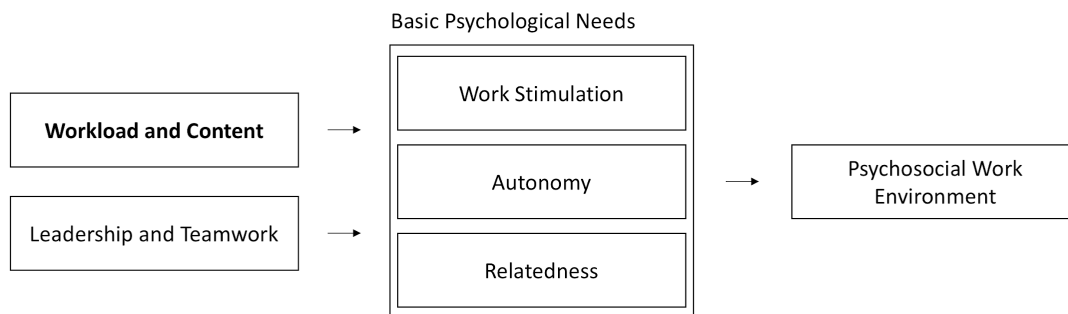 Basic Psychological Needs
Workload and Content
Leadership and Teamwork
Work Stimulation
Autonomy
Relatedness
Psychosocial Work
Environment